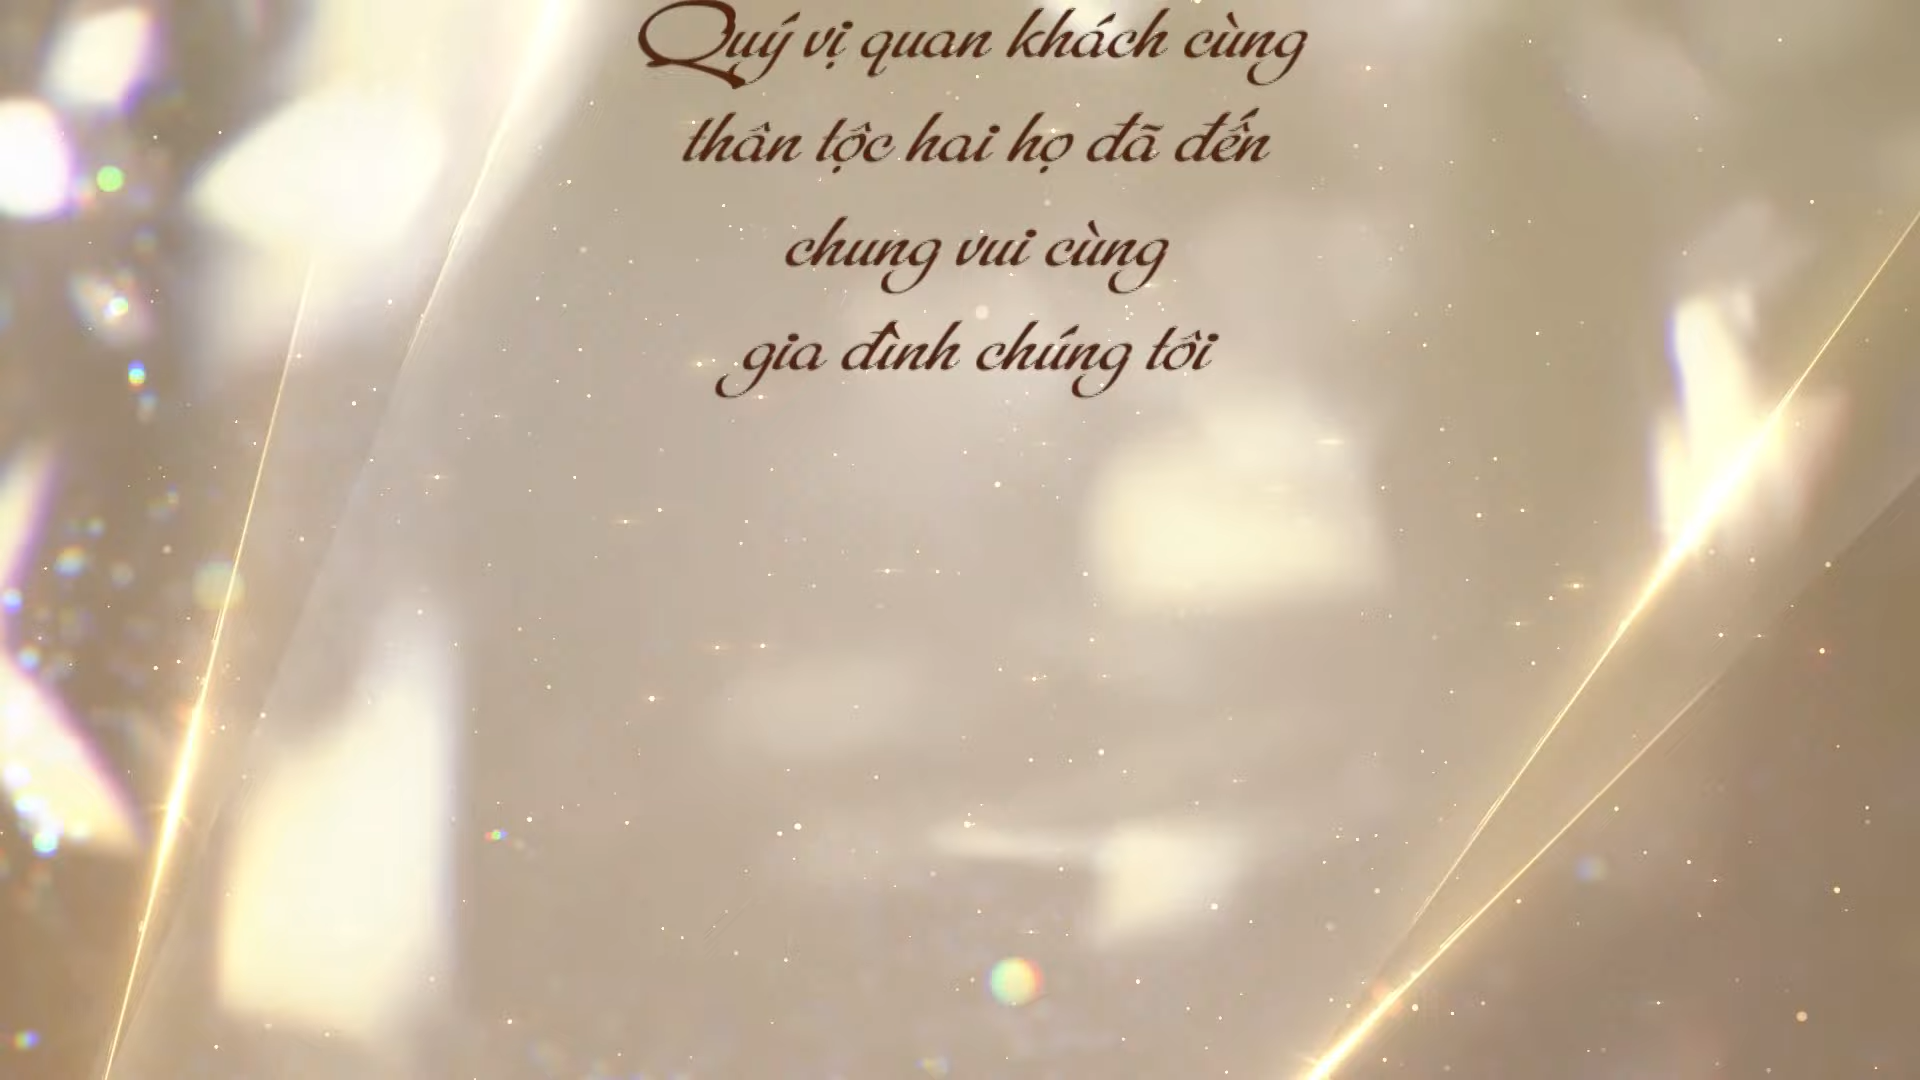 Quý vị quan khách cùng
thân tộc hai họ đã đến
chung vui cùng
gia đình chúng tôi